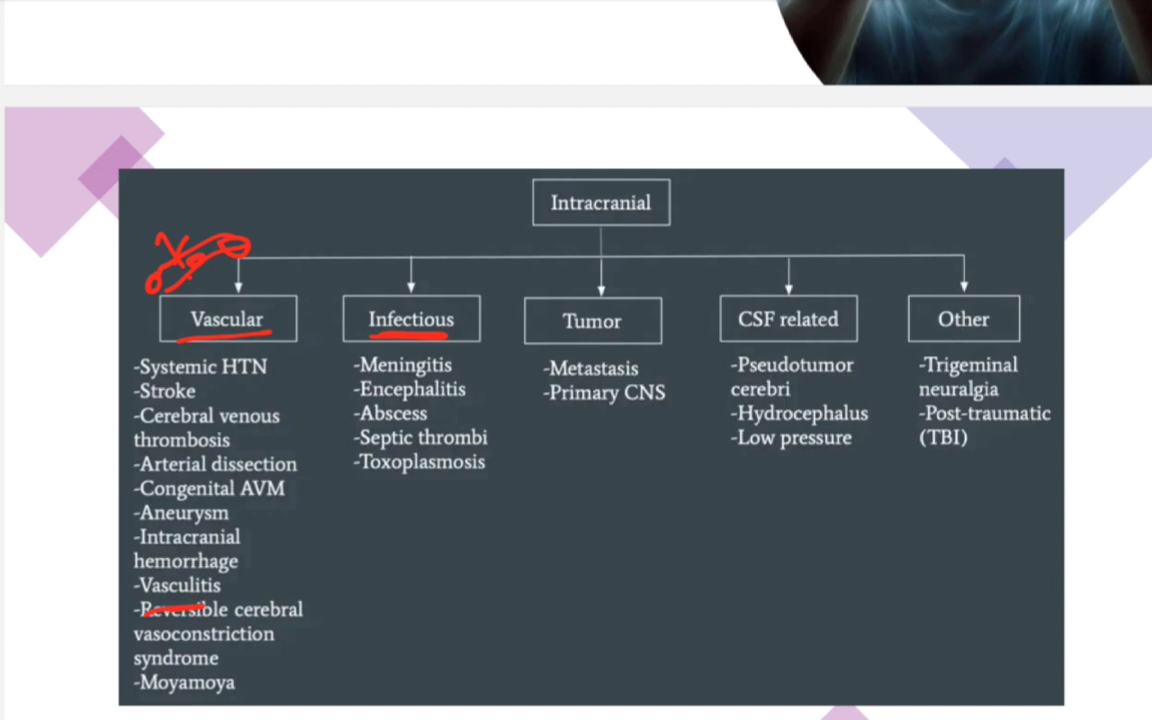 Intracranial
Vascular
-Systemic HTN
-Stroke
-Cerebral venous
thrombosis
-Arterial dissection
-Congenital AVM
-Aneurysm
-Intracranial
hemorrhage
-Vasculitis
-Reversible cerebral
vasoconstriction
syndrome
-Moyamoya
Infectious
-Meningitis
-Encephalitis
-Abscess
-Septic thrombi
-Toxoplasmosis
Tumor
-Metastasis
-Primary CNS
CSF related
-Pseudotumor
cerebri
-Hydrocephalus
-Low pressure
Other
-Trigeminal
neuralgia
-Post-traumatic
(TBI)